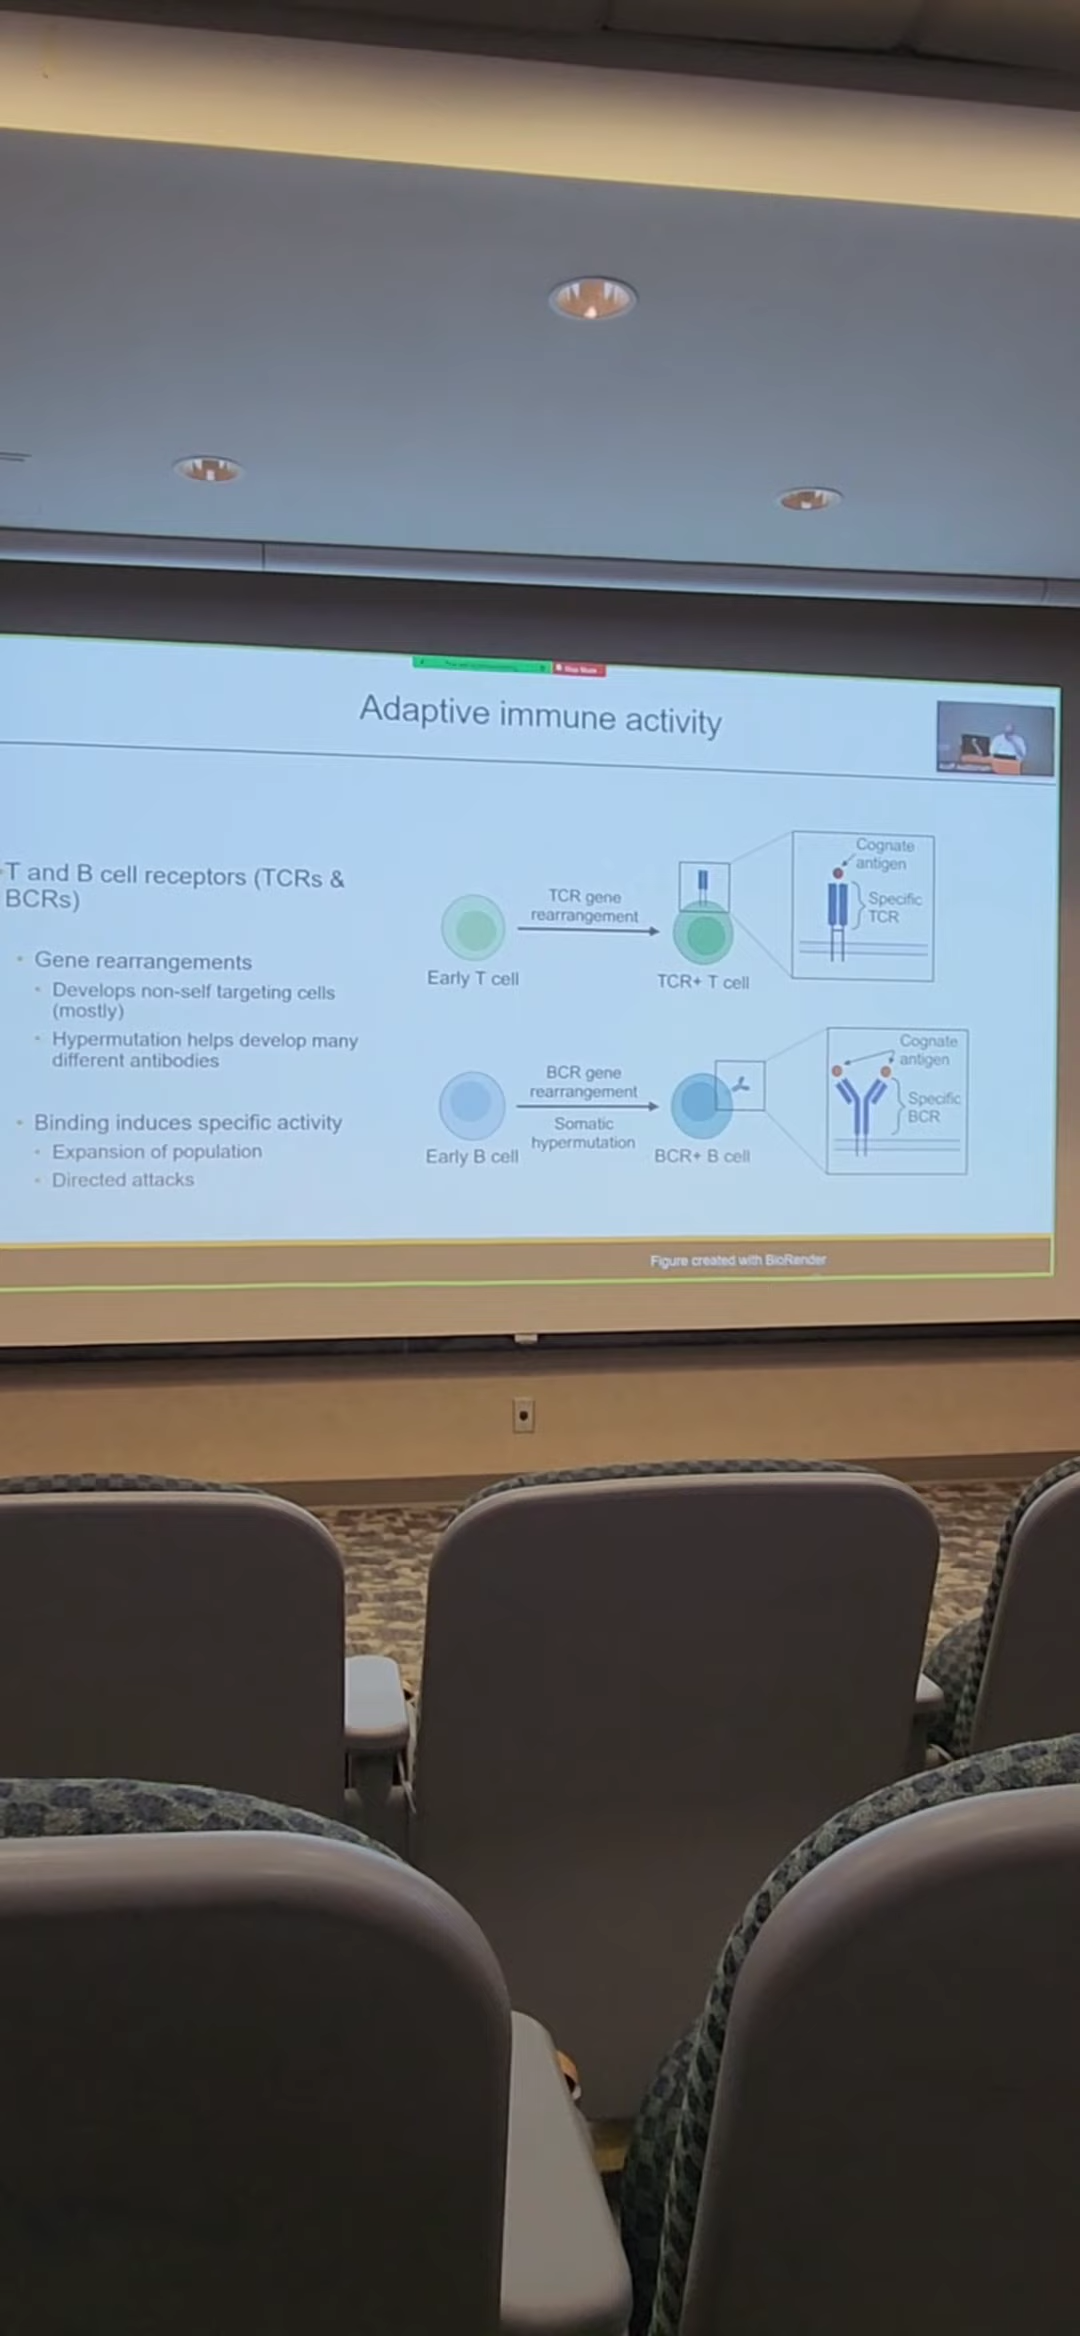 Stop Share
Adaptive immune activity
T and B cell receptors (TCRs &
BCRs)
• Gene rearrangements
• Develops non-self targeting cells
(mostly)
• Hypermutation helps develop many
different antibodies
• Binding induces specific activity
• Expansion of population
• Directed attacks
TCR gene
rearrangement
Early T cell
TCR+ T cell
Cognate
antigen
Specific
TCR
BCR gene
rearrangement
Somatic
hypermutation
Early B cell
BCR+ B cell
Cognate
antigen
Specific
BCR
Figure created with BioRender